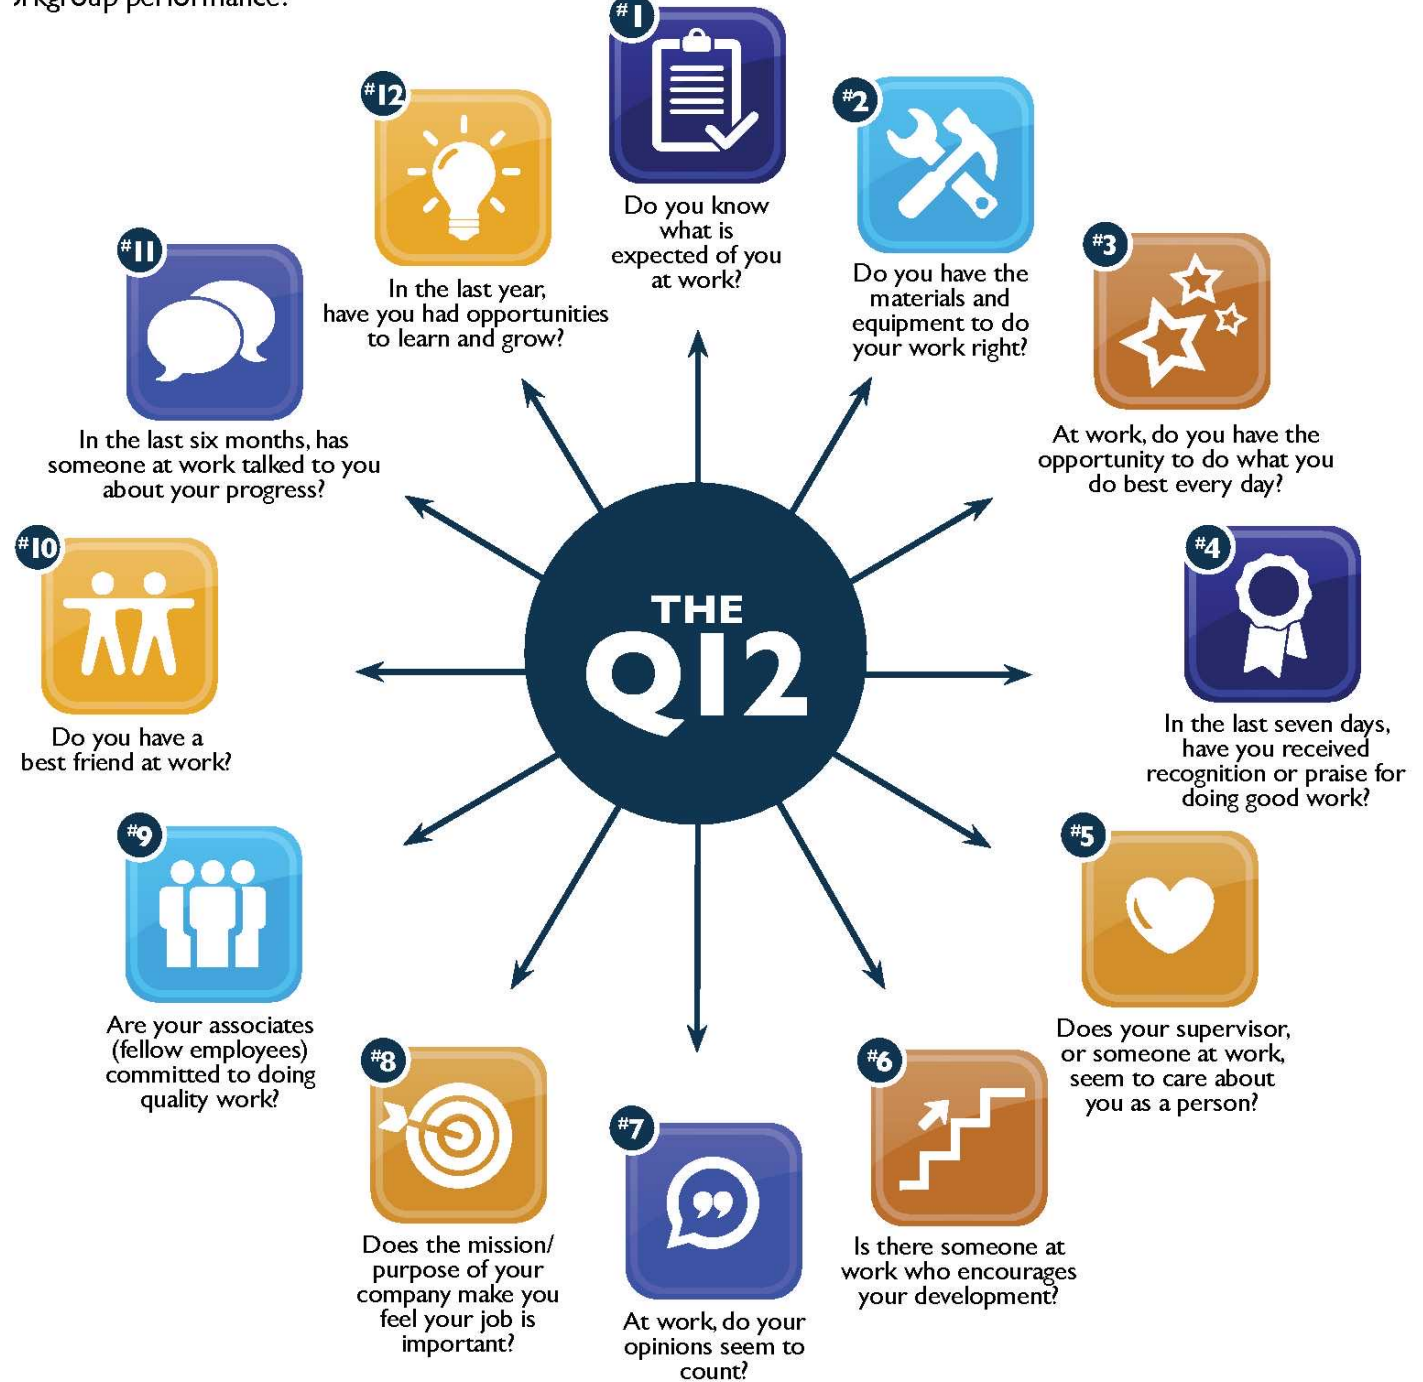 performance?
#1
Do you know
what is
expected of you
at work?
#2
Do you have the
materials and
equipment to do
your work right?
#3
At work, do you have the
opportunity to do what you
do best every day?
#4
In the last seven days,
have you received
recognition or praise for
doing good work?
#5
Does your supervisor,
or someone at work,
seem to care about
you as a person?
#6
Is there someone at
work who encourages
your development?
#7
At work, do your
opinions seem to
count?
#8
Does the mission/
purpose of your
company make you
feel your job is
important?
#9
Are your associates
(fellow employees)
committed to doing
quality work?
#10
Do you have a
best friend at work?
#11
In the last six months, has
someone at work talked to you
about your progress?
#12
In the last year,
have you had opportunities
to learn and grow?
THE
Q12